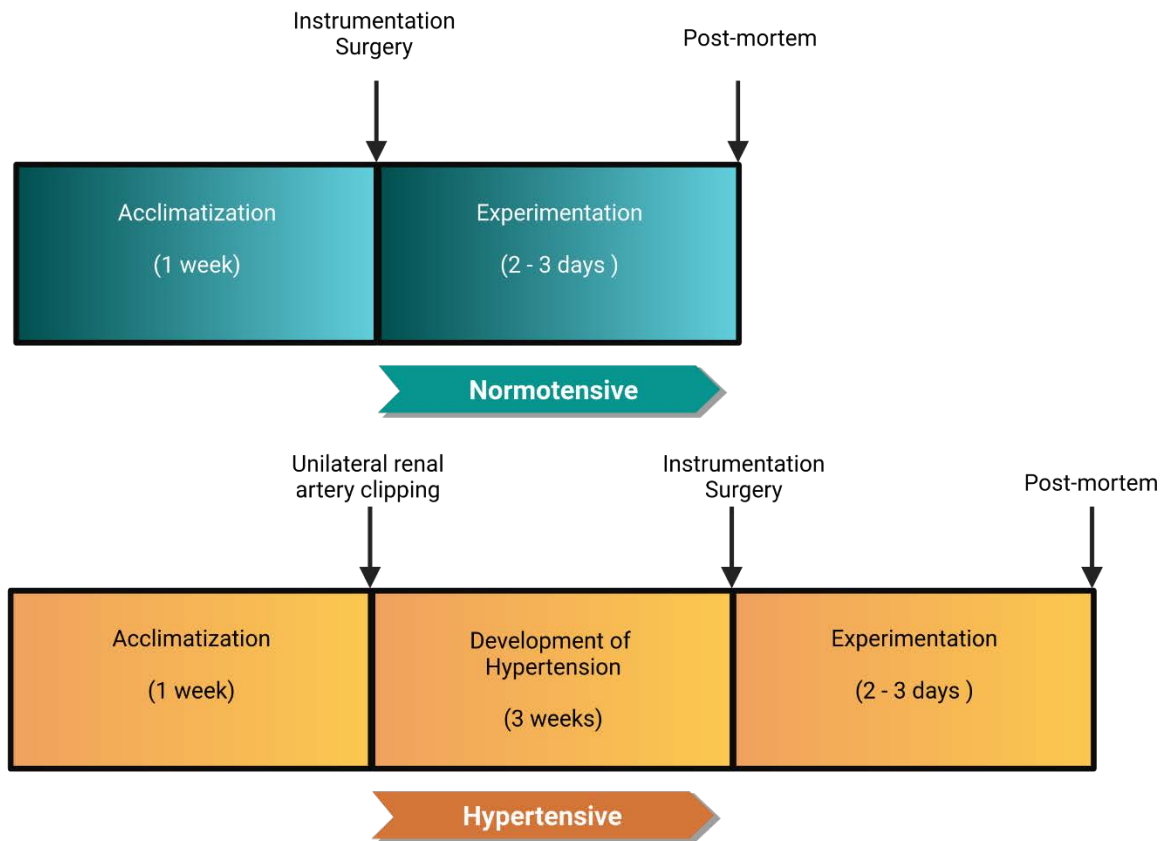 Instrumentation
Surgery
Post-mortem
Acclimatization
(1 week)
Experimentation
(2 - 3 days )
Normotensive
Unilateral renal
artery clipping
Instrumentation
Surgery
Post-mortem
Acclimatization
(1 week)
Development of
Hypertension
(3 weeks)
Experimentation
(2 - 3 days )
Hypertensive